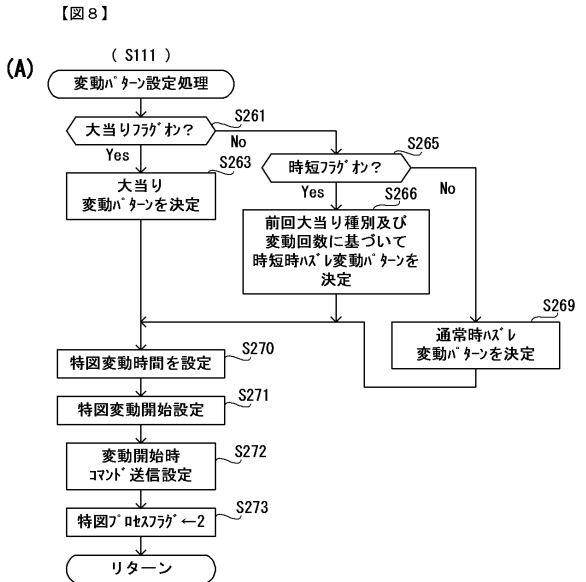 【図８】
(A)
( S111 )
変動ﾊﾟﾀｰﾝ設定処理
大当りﾌﾗｸﾞｵﾝ?
S261
Yes
No
S263
大当り
変動ﾊﾟﾀｰﾝを決定
時短ﾌﾗｸﾞｵﾝ?
S265
Yes
No
S266
前回大当り種別及び
変動回数に基づいて
時短時ﾊｽﾞﾚ変動ﾊﾟﾀｰﾝを
決定
S269
通常時ﾊｽﾞﾚ
変動ﾊﾟﾀｰﾝを決定
S270
特図変動時間を設定
S271
特図変動開始設定
S272
変動開始時
ｺﾏﾝﾄﾞ送信設定
S273
特図ﾌﾟﾛｾｽﾌﾗｸﾞ←2
リターン